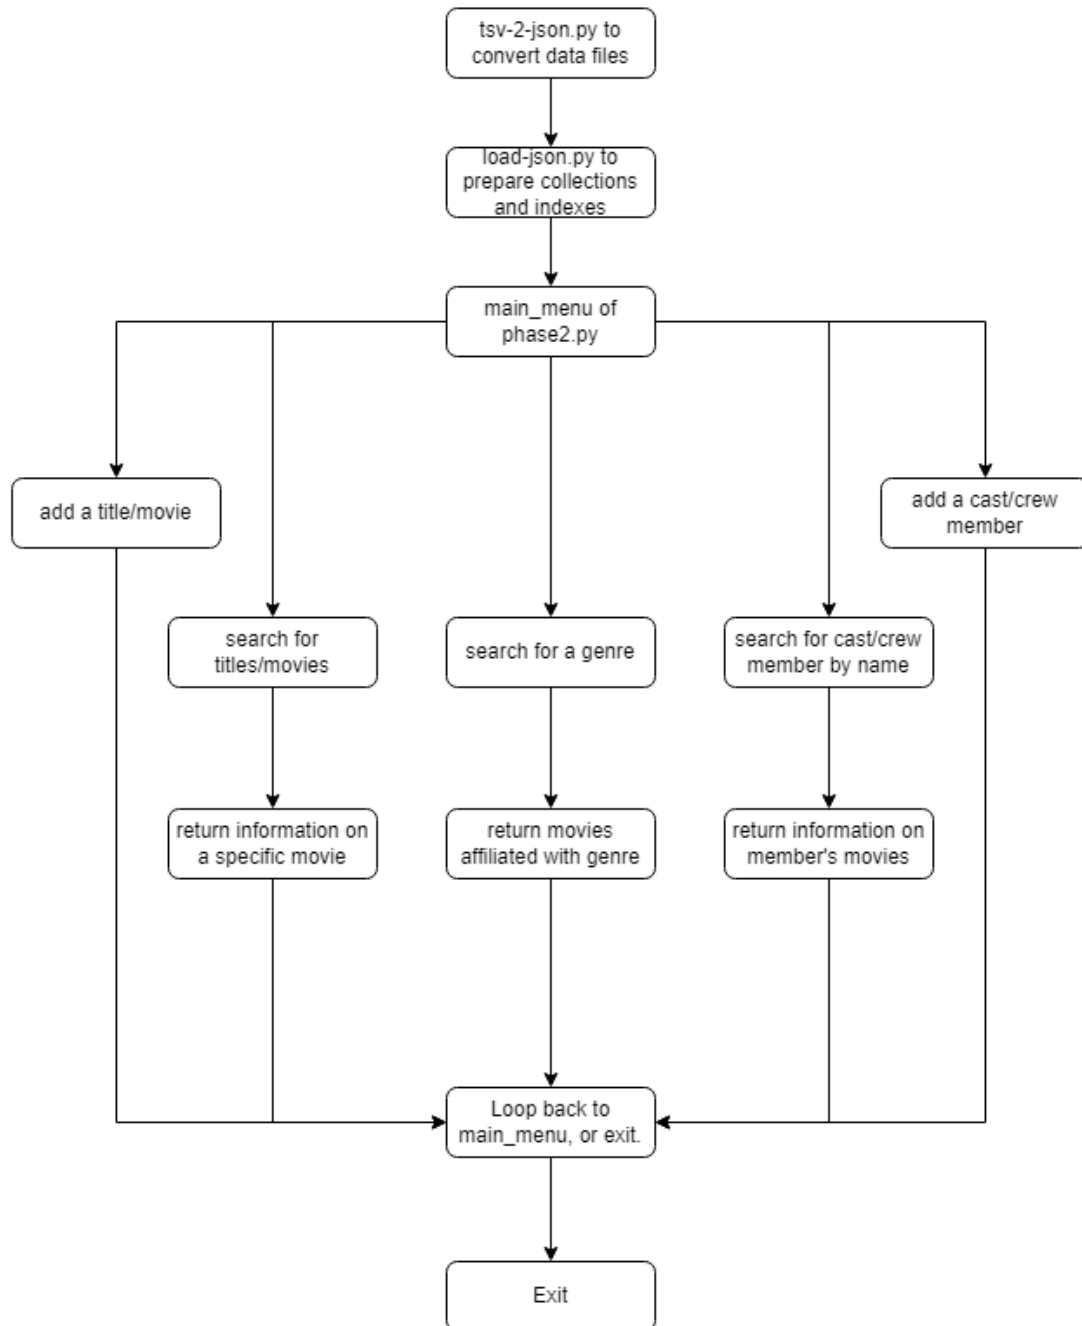 tsv-2-json.py to
convert data files
load-json.py to
prepare collections
and indexes
main_menu of
phase2.py
add a title/movie
add a cast/crew
member
search for
titles/movies
search for a genre
search for cast/crew
member by name
return information on
a specific movie
return movies
affiliated with genre
return information on
member's movies
Loop back to
main_menu, or exit.
Exit